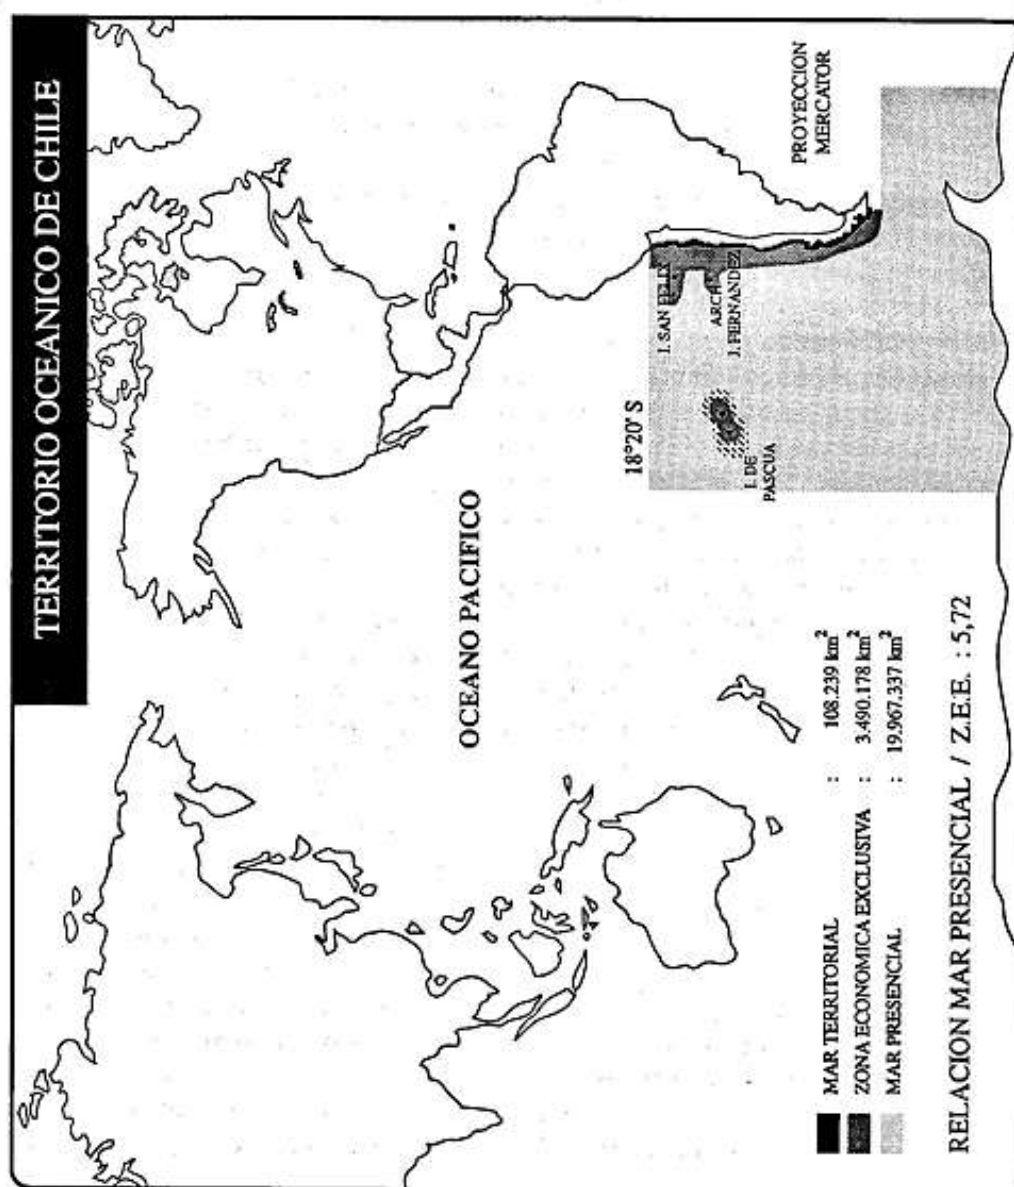 TERRITORIO OCEANICO DE CHILE
OCEANO PACIFICO
18°20' S
I. SAN FELIX
ARCH.
J. FERNANDEZ
I. DE
PASCUA
PROYECCION
MERCATOR
MAR TERRITORIAL : 108.239 km²
ZONA ECONOMICA EXCLUSIVA : 3.490.178 km²
MAR PRESENCIAL : 19.967.337 km²
RELACION MAR PRESENCIAL / Z.E.E. : 5,72